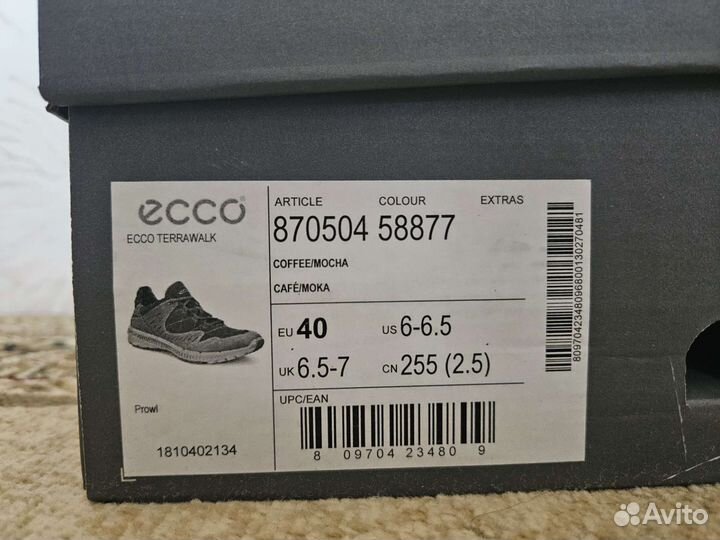 ecco
ECCO TERRAWALK
Prowl
1810402134
ARTICLE COLOUR EXTRAS
870504 58877
COFFEE/MOCHA
CAFÉ/MOKA
EU 40 US 6-6.5
UK 6.5-7 CN 255 (2.5)
UPC/EAN
8 09704 23480 9
8097042348096800130270481
Avito